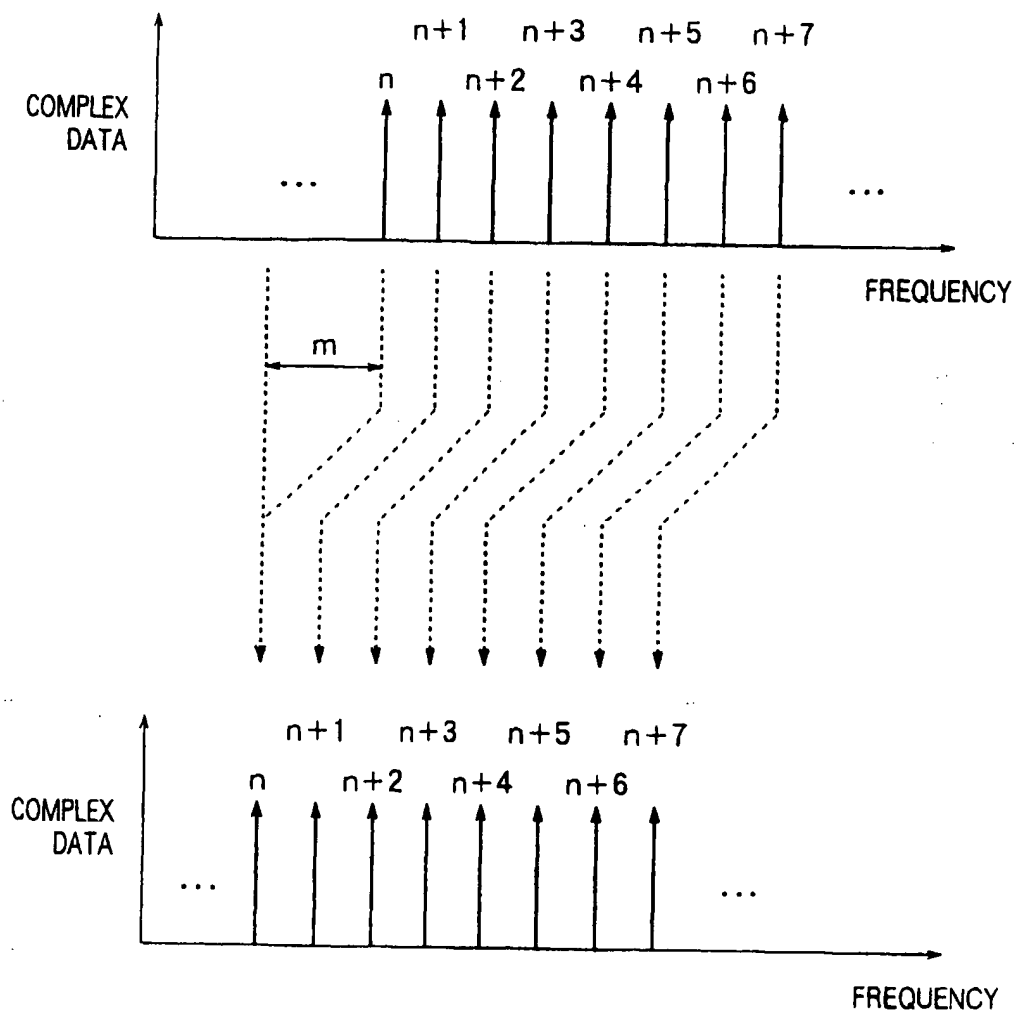 n+1 n+3 n+5 n+7
n n+2 n+4 n+6
COMPLEX
DATA
... ...
FREQUENCY
m
n+1 n+3 n+5 n+7
n n+2 n+4 n+6
COMPLEX
DATA
... ...
FREQUENCY